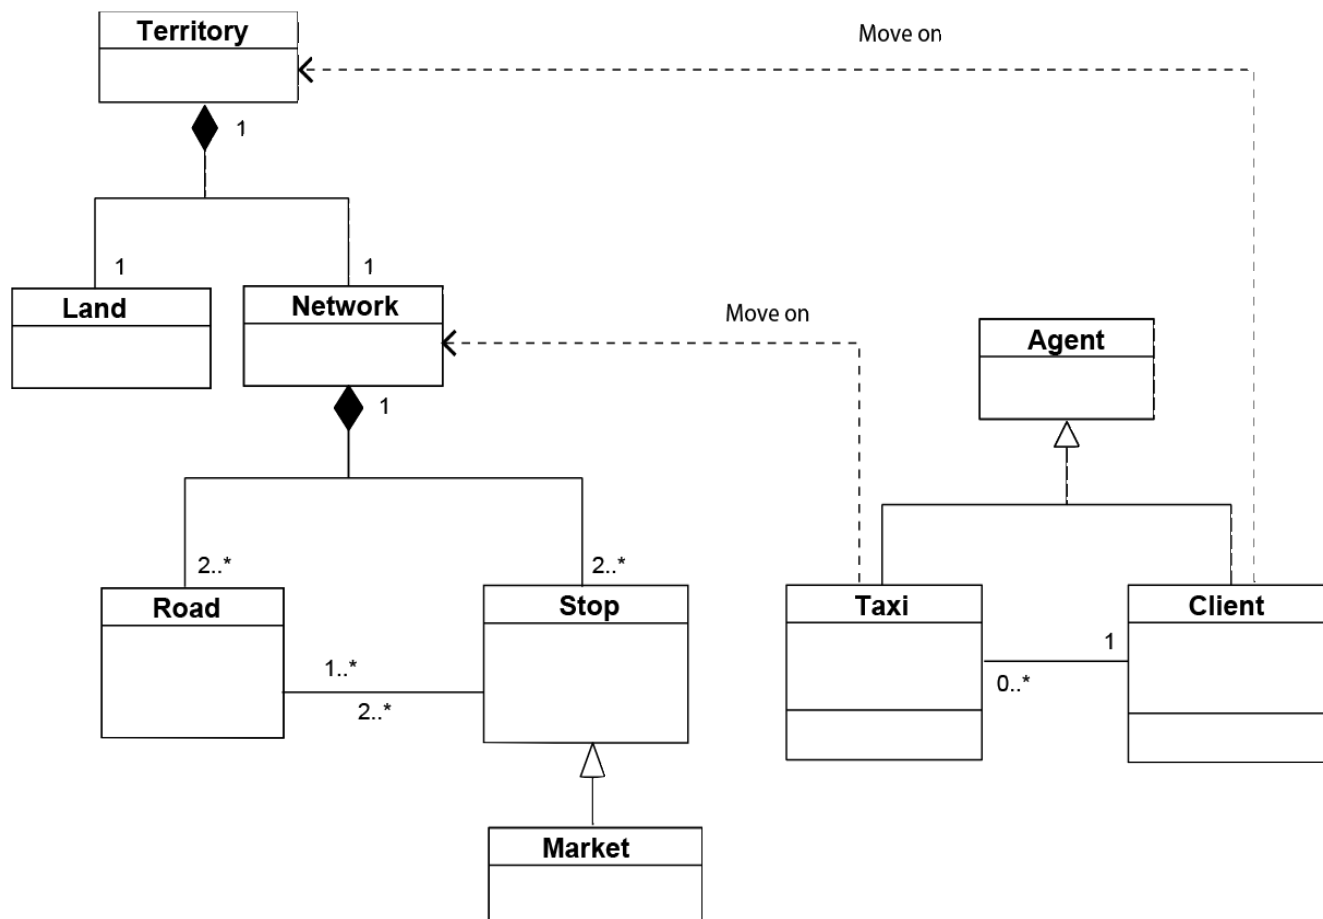 Territory
Move on
1
1
1
Land
Network
Move on
Agent
1
2..*
2..*
Road
Stop
Taxi
Client
1..*
2..*
1
0..*
Market